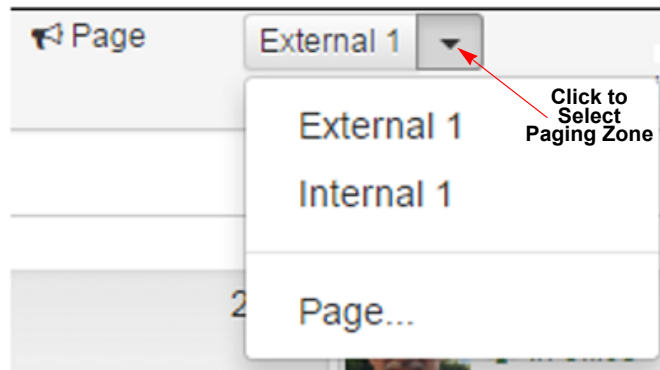 Page
External 1
Click to
Select
Paging Zone
External 1
Internal 1
2
Page...